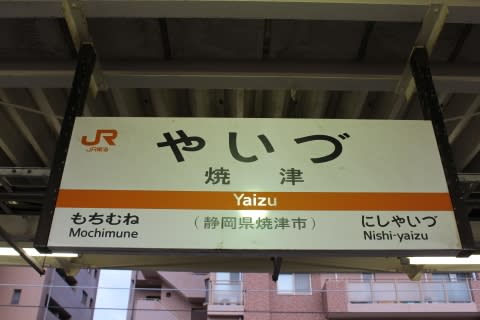 JR
JR東海
やいづ
焼津
Yaizu
もちむね
Mochimune
（静岡県焼津市）
にしやいづ
Nishi-yaizu